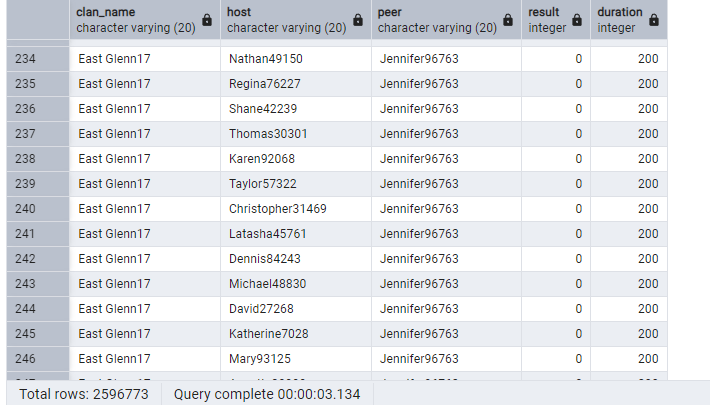 clan_name host peer result duration
character varying (20) character varying (20) character varying (20) integer integer
234 East Glenn17 Nathan49150 Jennifer96763 0 200
235 East Glenn17 Regina76227 Jennifer96763 0 200
236 East Glenn17 Shane42239 Jennifer96763 0 200
237 East Glenn17 Thomas30301 Jennifer96763 0 200
238 East Glenn17 Karen92068 Jennifer96763 0 200
239 East Glenn17 Taylor57322 Jennifer96763 0 200
240 East Glenn17 Christopher31469 Jennifer96763 0 200
241 East Glenn17 Latasha45761 Jennifer96763 0 200
242 East Glenn17 Dennis84243 Jennifer96763 0 200
243 East Glenn17 Michael48830 Jennifer96763 0 200
244 East Glenn17 David27268 Jennifer96763 0 200
245 East Glenn17 Katherine7028 Jennifer96763 0 200
246 East Glenn17 Mary93125 Jennifer96763 0 200
Total rows: 2596773 Query complete 00:00:03.134